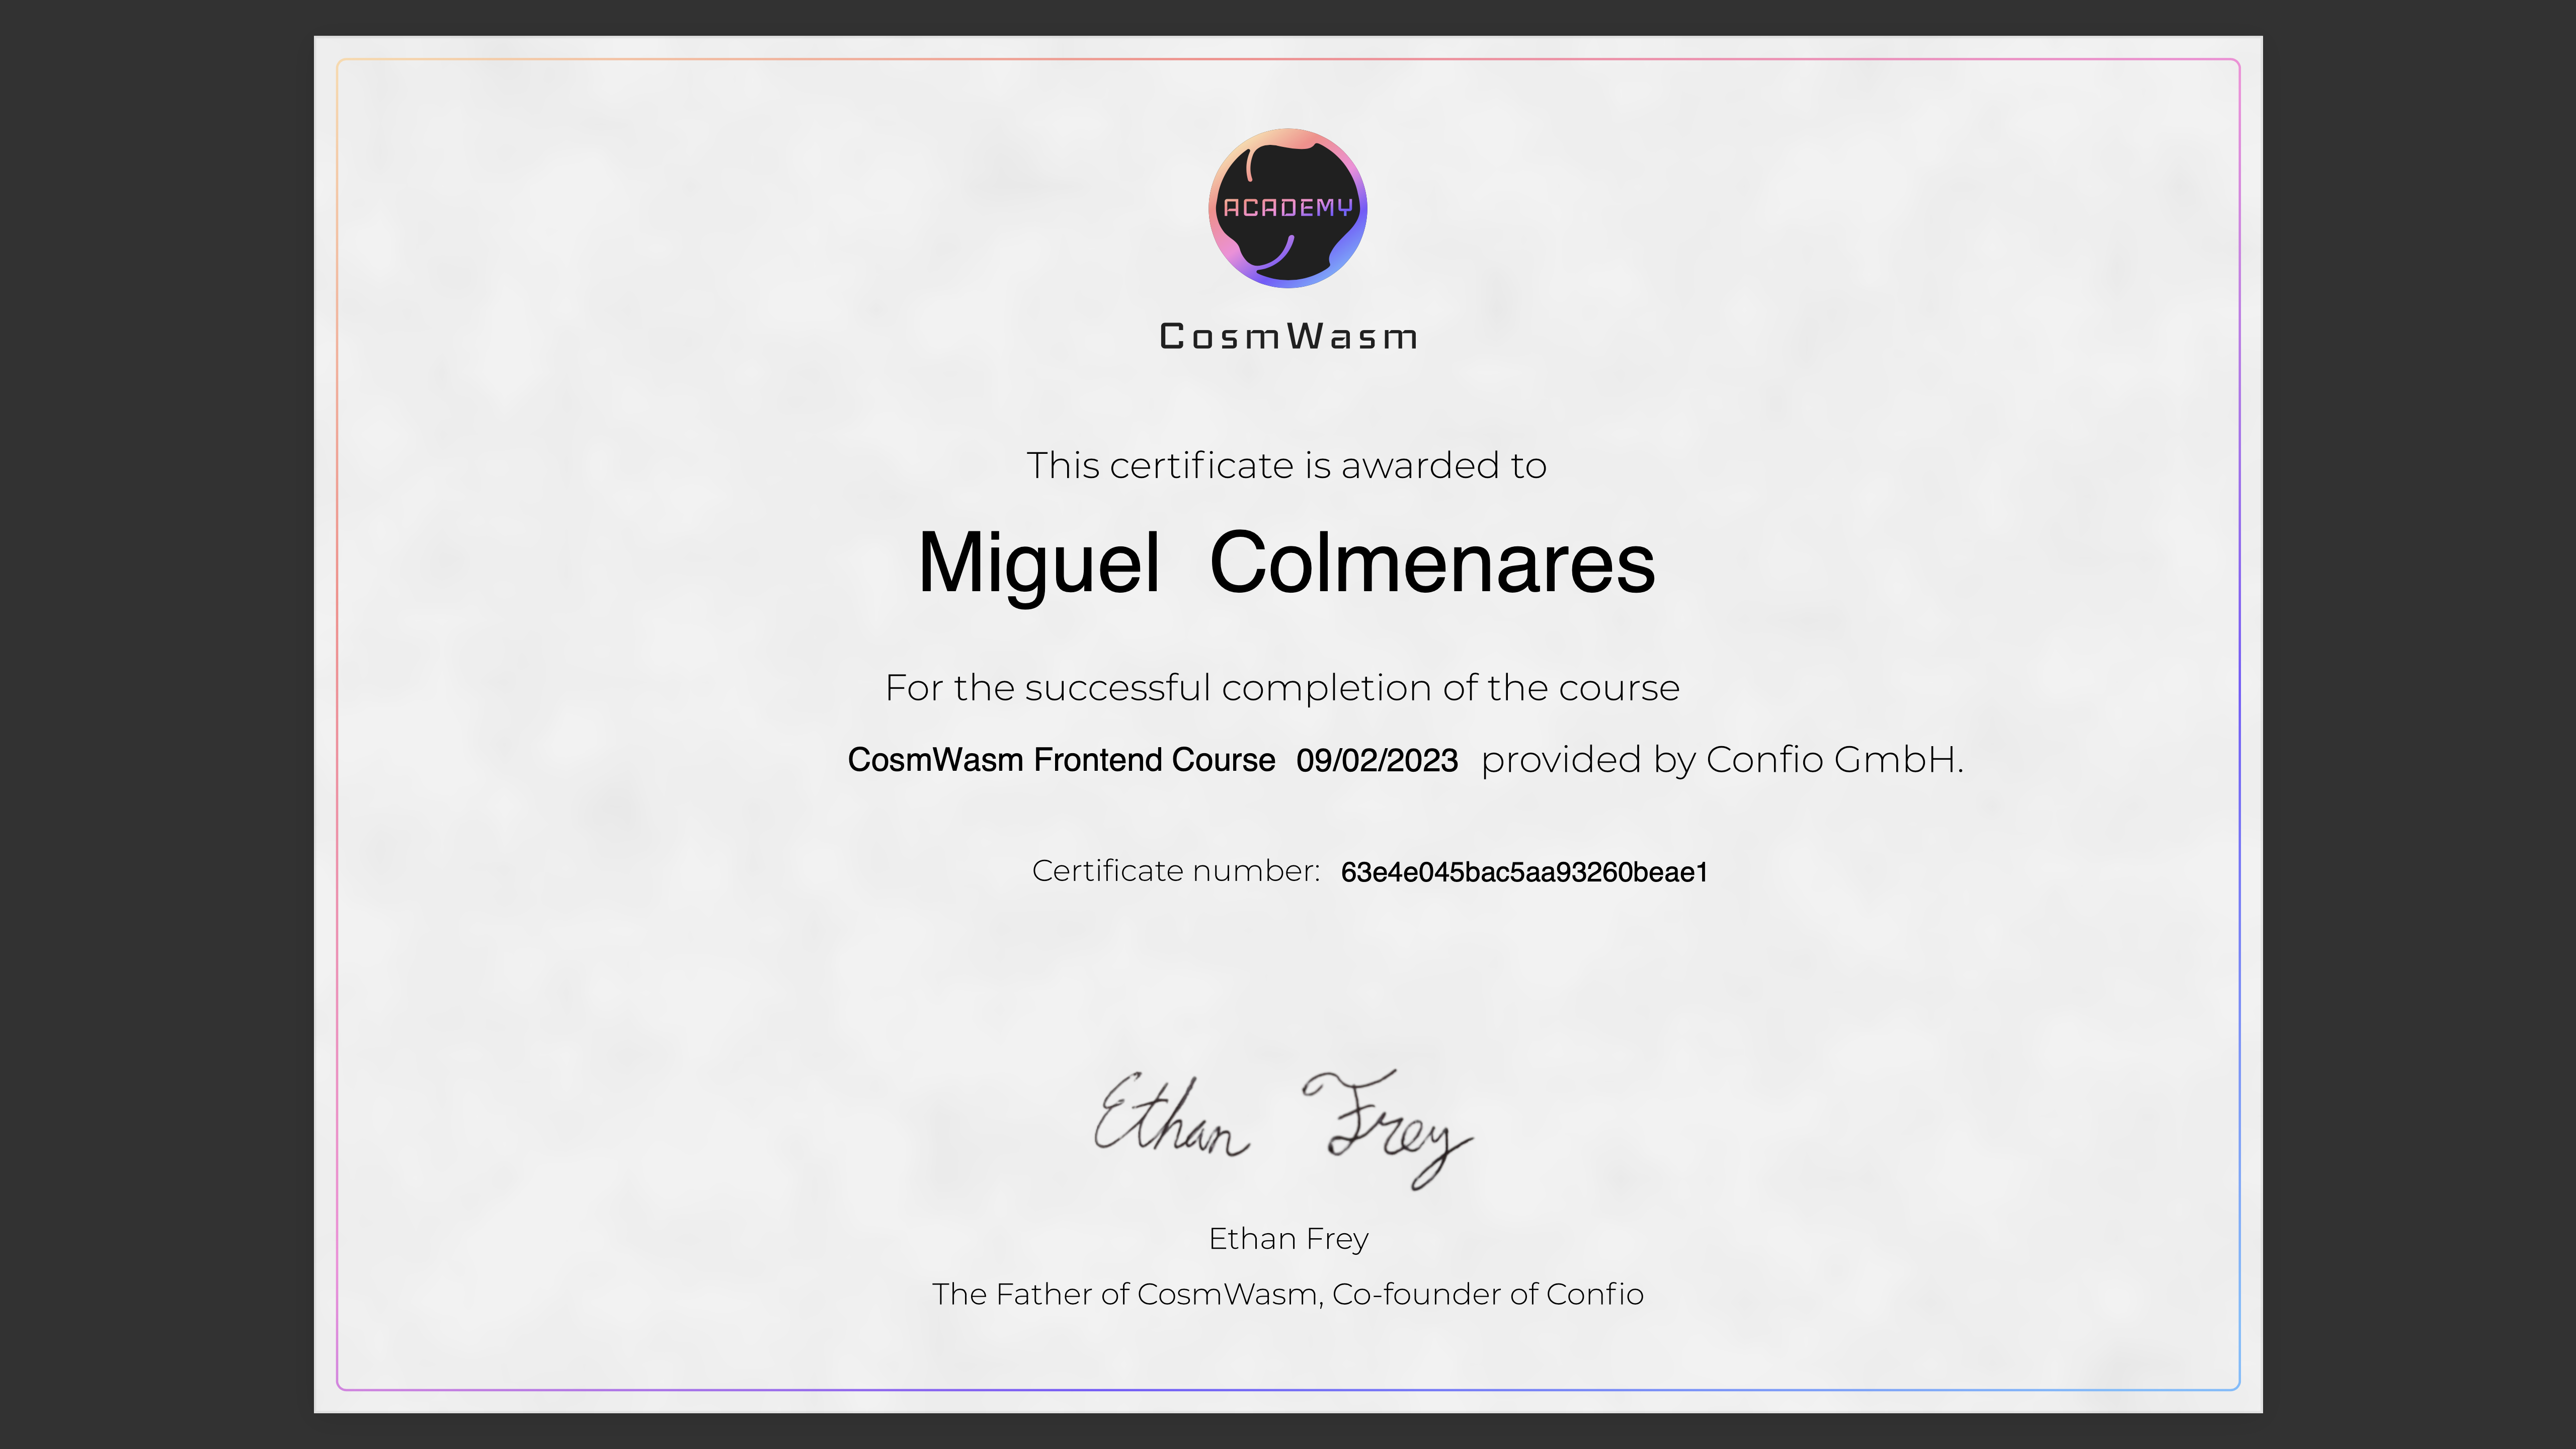 ACADEMY
CosmWasm
This certificate is awarded to
Miguel Colmenares
For the successful completion of the course
CosmWasm Frontend Course 09/02/2023 provided by Confio GmbH.
Certificate number: 63e4e045bac5aa93260beae1
Ethan Frey
Ethan Frey
The Father of CosmWasm, Co-founder of Confio